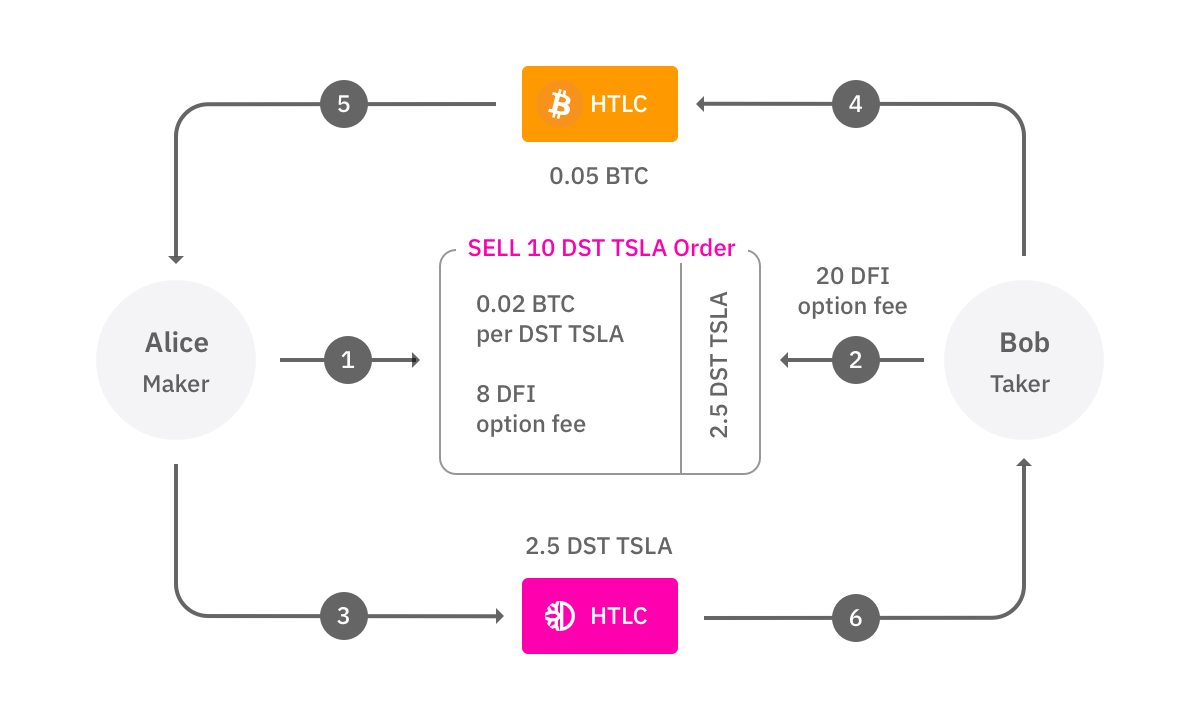 5
HTLC
4
0.05 BTC
SELL 10 DST TSLA Order
20 DFI
option fee
0.02 BTC
per DST TSLA
8 DFI
option fee
2.5 DST TSLA
Alice
Maker
1
2
Bob
Taker
2.5 DST TSLA
3
HTLC
6